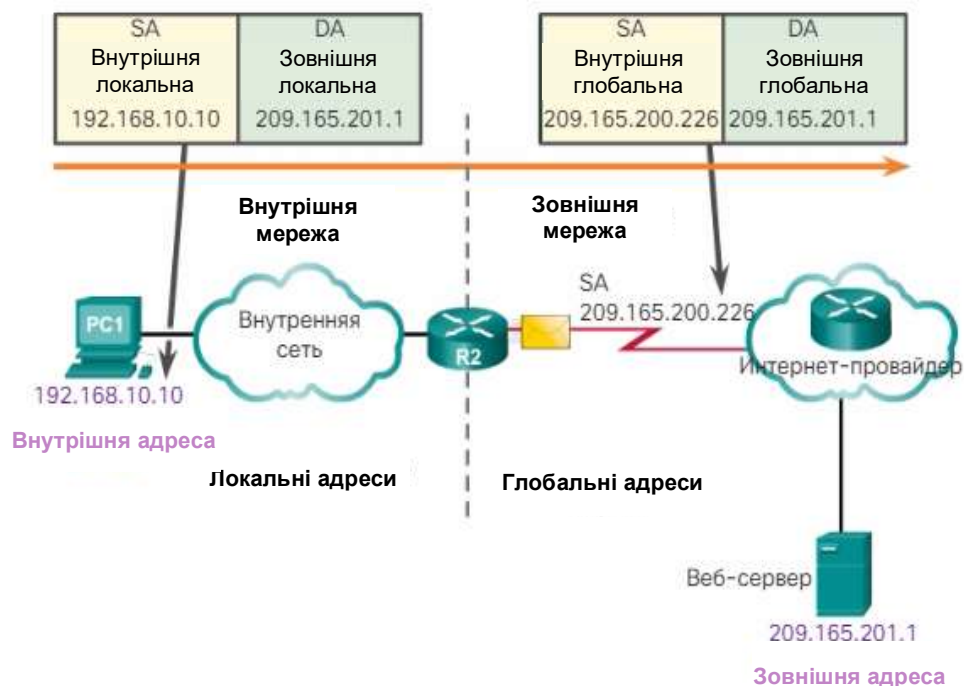 SA
Внутрішня
локальна
192.168.10.10
DA
Зовнішня
локальна
209.165.201.1
SA
Внутрішня
глобальна
209.165.200.226
DA
Зовнішня
глобальна
209.165.201.1
Внутрішня
мережа
Зовнішня
мережа
PC1
192.168.10.10
Внутрішня адреса
Внутренняя
сеть
R2
SA
209.165.200.226
Интернет-провайдер
Локальні адреси
Глобальні адреси
Веб-сервер
209.165.201.1
Зовнішня адреса